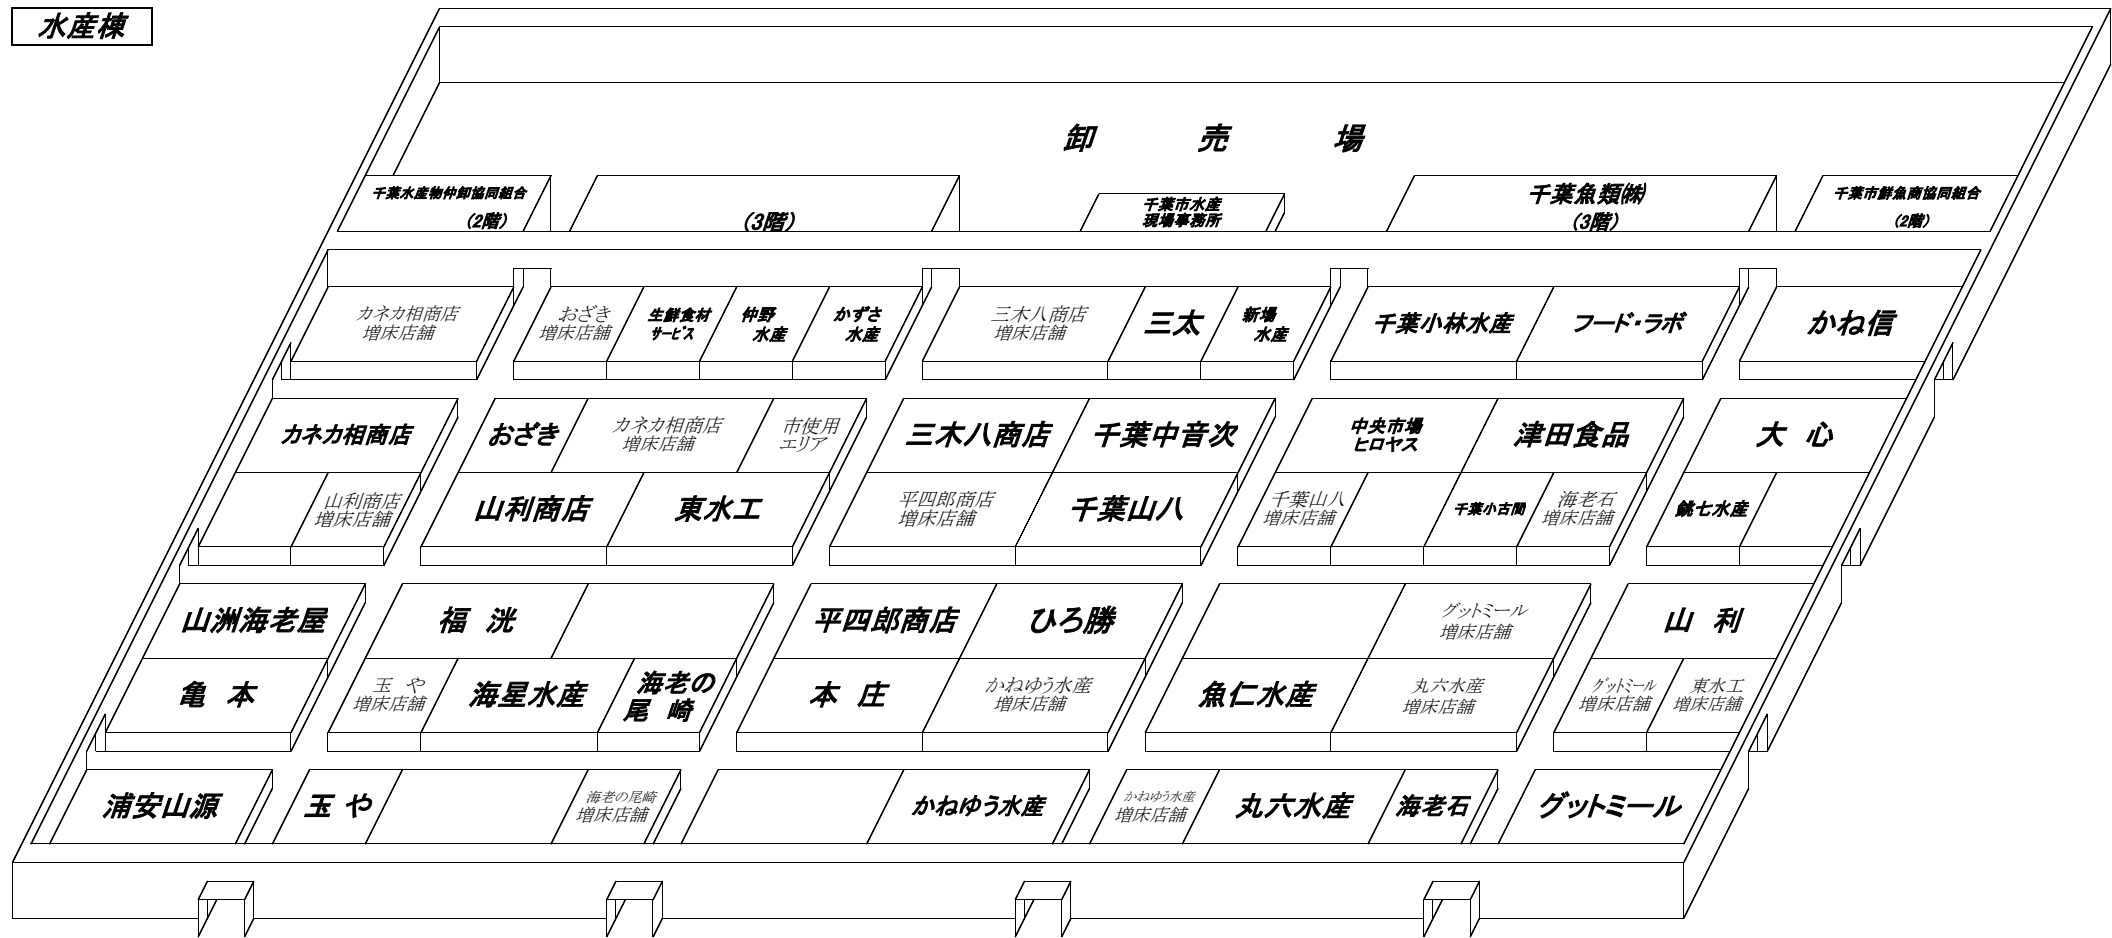 水産棟
卸 売 場
千葉水産物仲卸協同組合
(2階)
(3階)
千葉市水産
現場事務所
千葉魚類㈱
(3階)
千葉市鮮魚商協同組合
(2階)
カネカ相商店
増床店舗
おざき
増床店舗
生鮮食材
サービス
仲野
水産
かずさ
水産
三木八商店
増床店舗
三太
新場
水産
千葉小林水産
フード・ラボ
かね信
カネカ相商店
おざき
カネカ相商店
増床店舗
市使用
エリア
三木八商店
千葉中音次
中央市場
ヒロヤス
津田食品
大 心
山利商店
増床店舗
山利商店
東水工
平四郎商店
増床店舗
千葉山八
千葉山八
増床店舗
千葉小古間
海老石
増床店舗
銚七水産
山洲海老屋
福 洸
平四郎商店
ひろ勝
グットミール
増床店舗
山 利
亀 本
玉 や
増床店舗
海星水産
海老の
尾 崎
本 庄
かねゆう水産
増床店舗
魚仁水産
丸六水産
増床店舗
グットミール
増床店舗
東水工
増床店舗
浦安山源
玉 や
海老の尾崎
増床店舗
かねゆう水産
かねゆう水産
増床店舗
丸六水産
海老石
グットミール